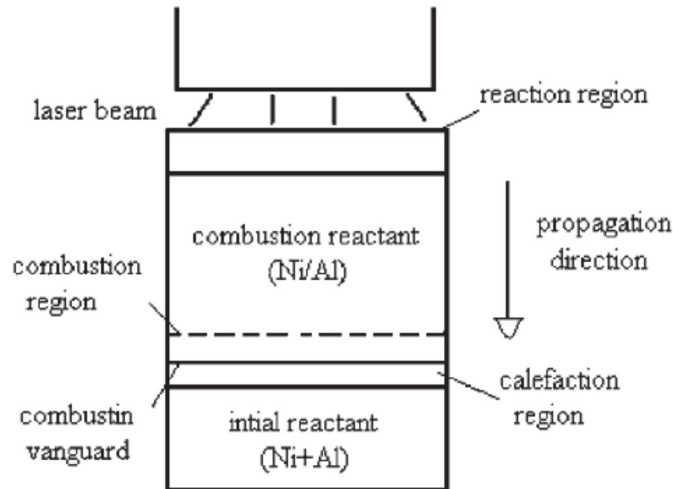 laser beam
reaction region
combustion reactant
(Ni/Al)
propagation
direction
combustion
region
calefaction
region
combustin
vanguard
intial reactant
(Ni+Al)